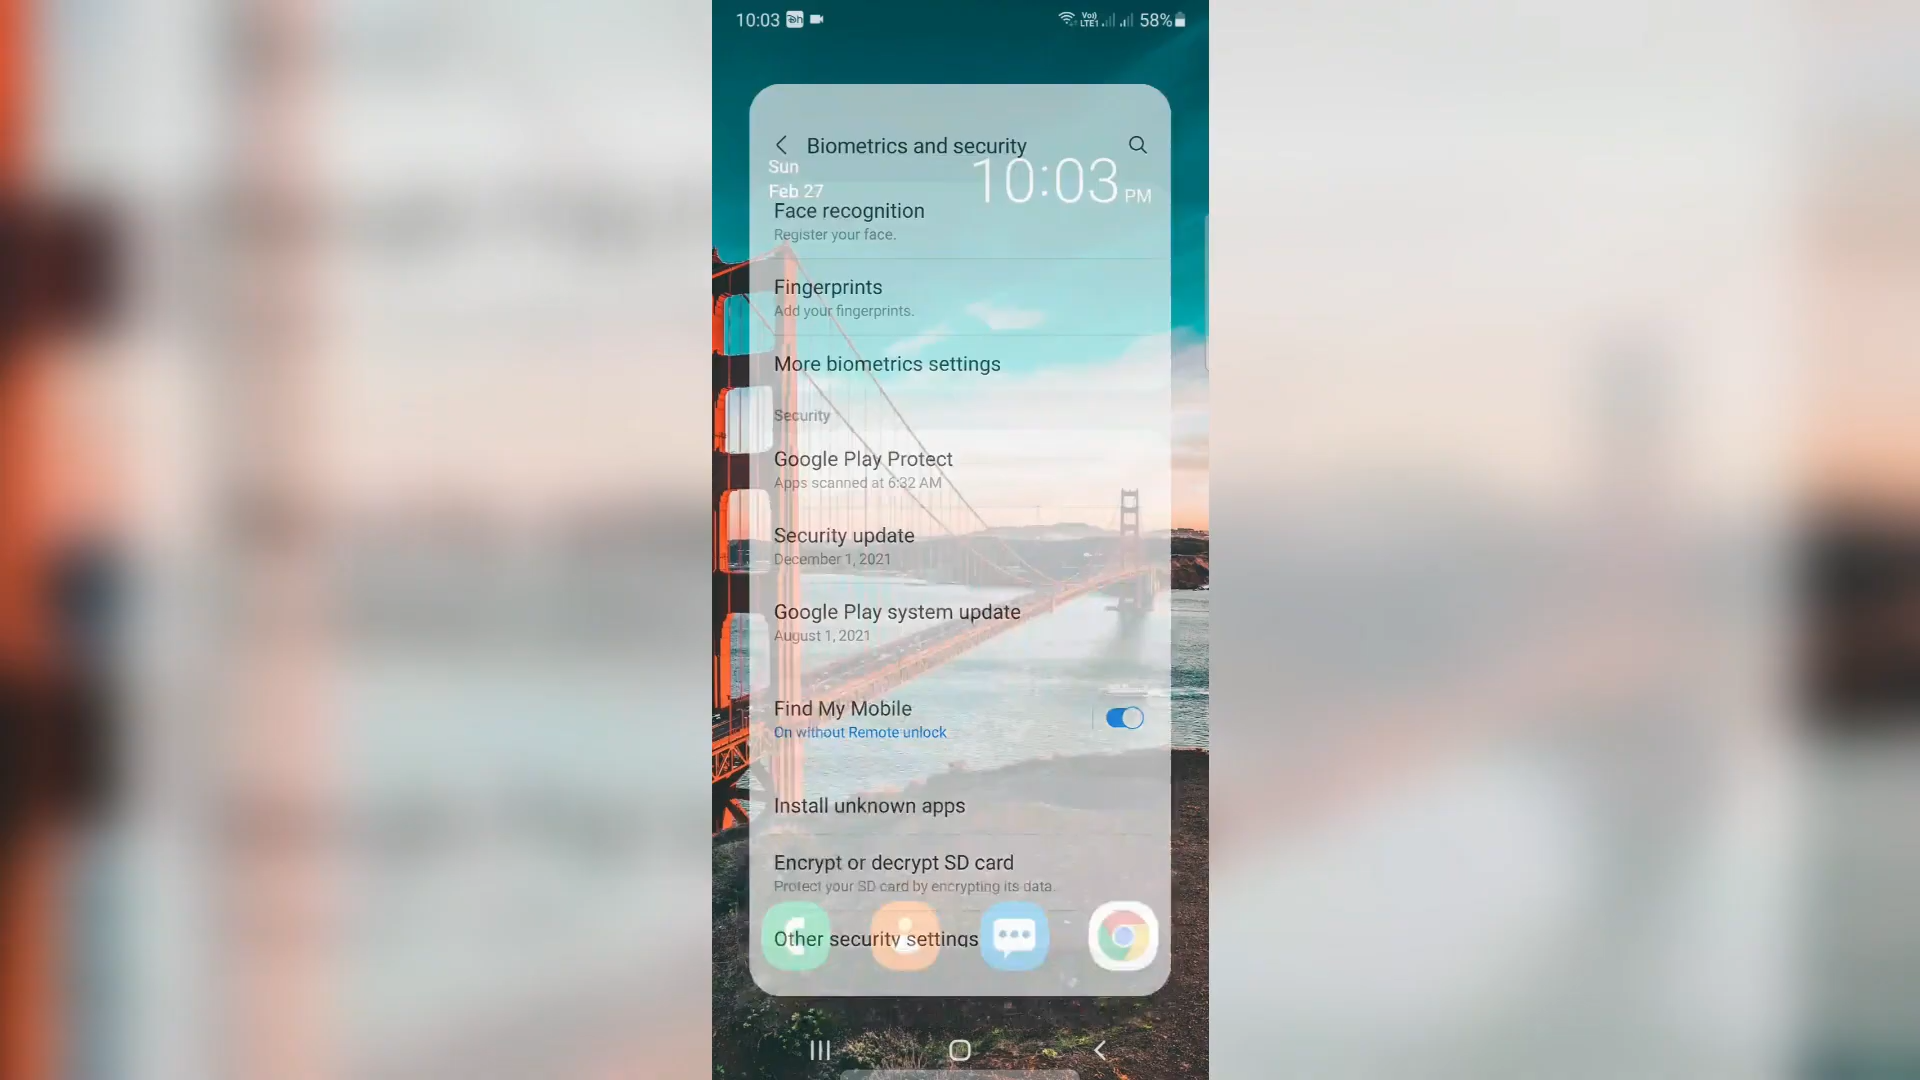 10:03
Vo)) LTE1 58%
Biometrics and security
Sun
Feb 27
10:03 PM
Face recognition
Register your face.
Fingerprints
Add your fingerprints.
More biometrics settings
Security
Google Play Protect
Apps scanned at 6:32 AM
Security update
December 1, 2021
Google Play system update
August 1, 2021
Find My Mobile
On without Remote unlock
Install unknown apps
Encrypt or decrypt SD card
Protect your SD card by encrypting its data.
Other security settings